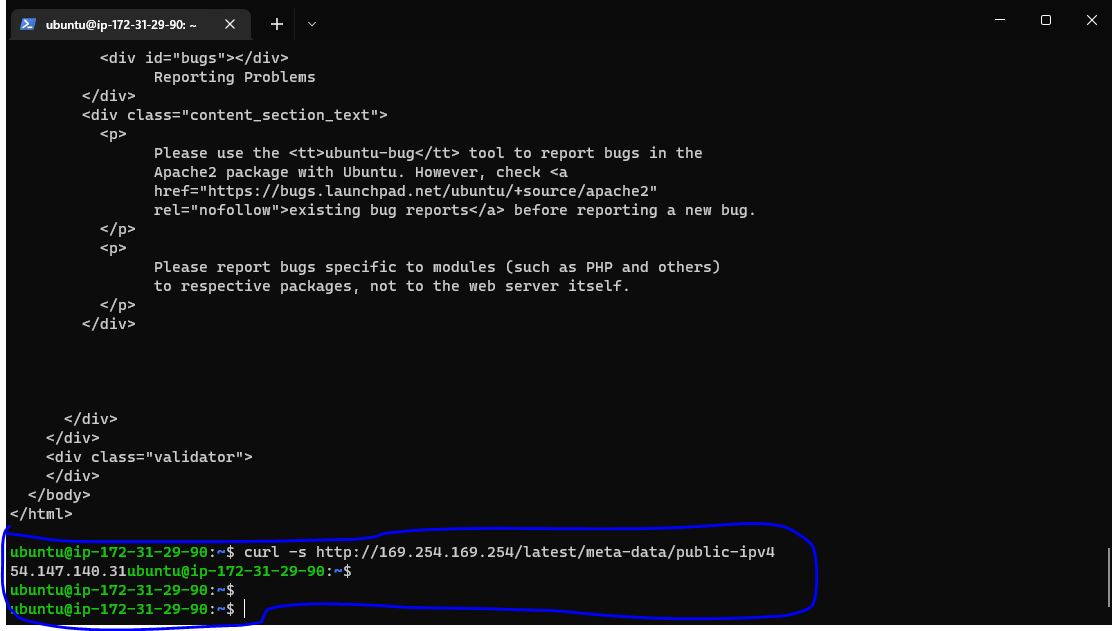 ubuntu@ip-172-31-29-90: ~
<div id="bugs"></div>
Reporting Problems
</div>
<div class="content_section_text">
<p>
Please use the <tt>ubuntu-bug</tt> tool to report bugs in the
Apache2 package with Ubuntu. However, check <a
href="https://bugs.launchpad.net/ubuntu/+source/apache2"
rel="nofollow">existing bug reports</a> before reporting a new bug.
</p>
<p>
Please report bugs specific to modules (such as PHP and others)
to respective packages, not to the web server itself.
</p>
</div>
</div>
</div>
<div class="validator">
</div>
</body>
</html>
ubuntu@ip-172-31-29-90:~$ curl -s http://169.254.169.254/latest/meta-data/public-ipv4
54.147.140.31ubuntu@ip-172-31-29-90:~$
ubuntu@ip-172-31-29-90:~$
ubuntu@ip-172-31-29-90:~$